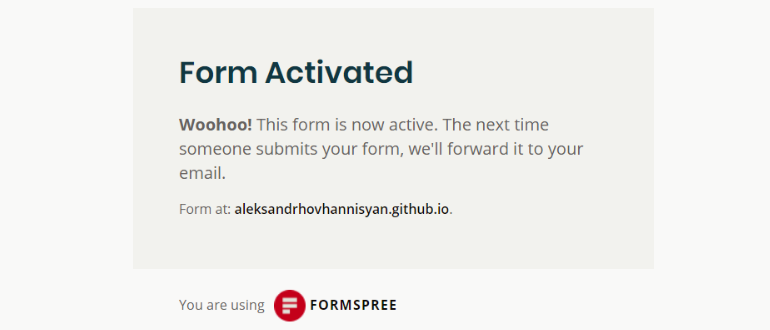 Form Activated
Woohoo! This form is now active. The next time
someone submits your form, we'll forward it to your
email.
Form at: aleksandrhovhannisyan.github.io.
You are using FORMSPREE